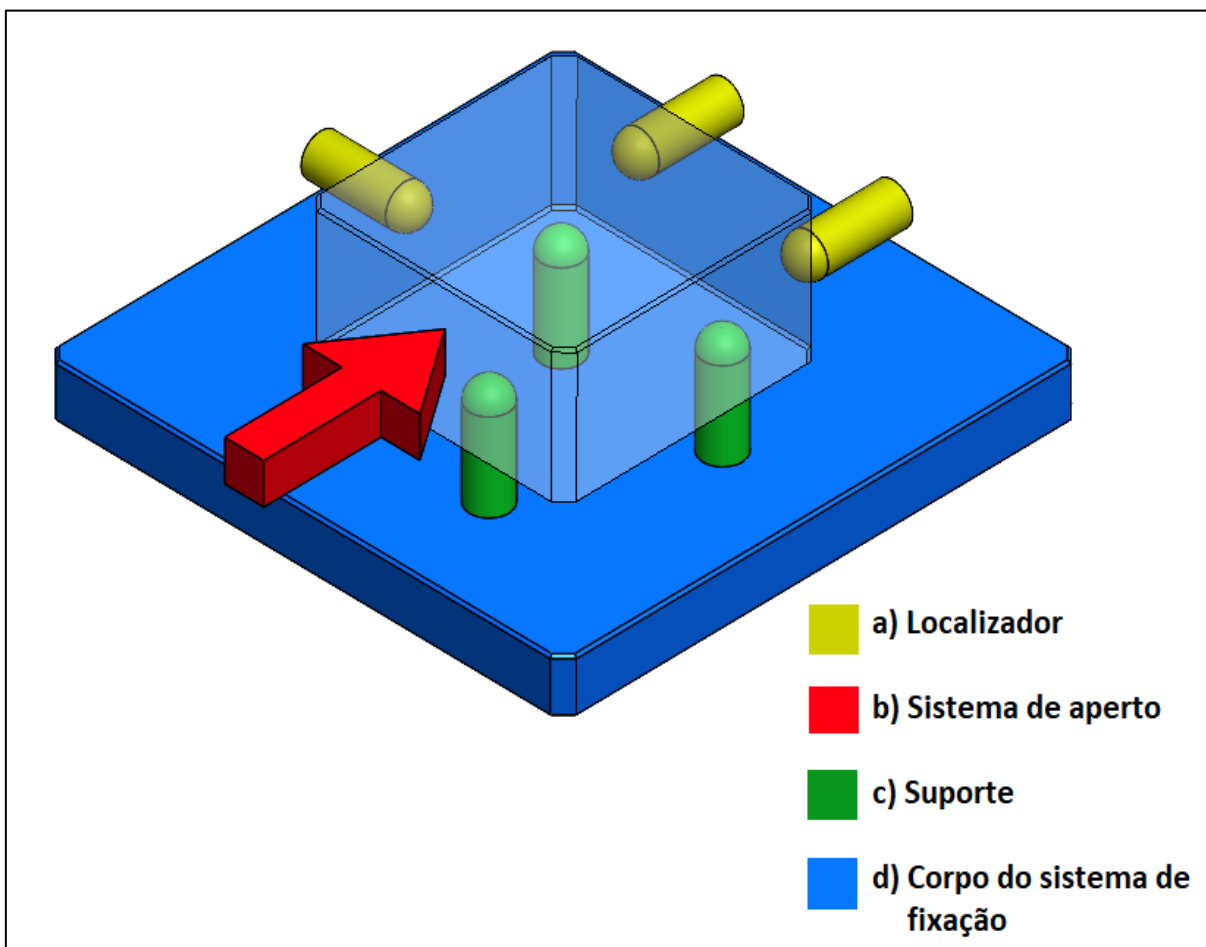 a) Localizador
b) Sistema de aperto
c) Suporte
d) Corpo do sistema de
fixação